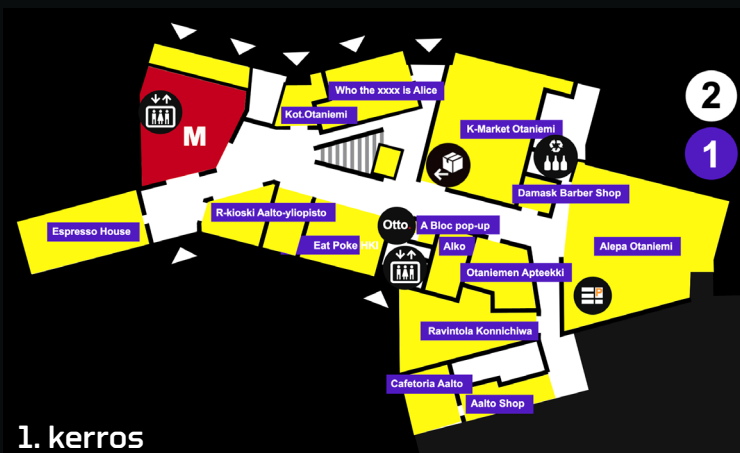 Who the xxxx is Alice
Kot.Otaniemi
M
K-Market Otaniemi
2
1
Damask Barber Shop
R-kioski Aalto-yliopisto
Espresso House
Otto.
A Bloc pop-up
Eat Poke HKI
Alko
Alepa Otaniemi
Otaniemen Apteekki
P
Ravintola Konnichiwa
Cafetoria Aalto
Aalto Shop
1. kerros